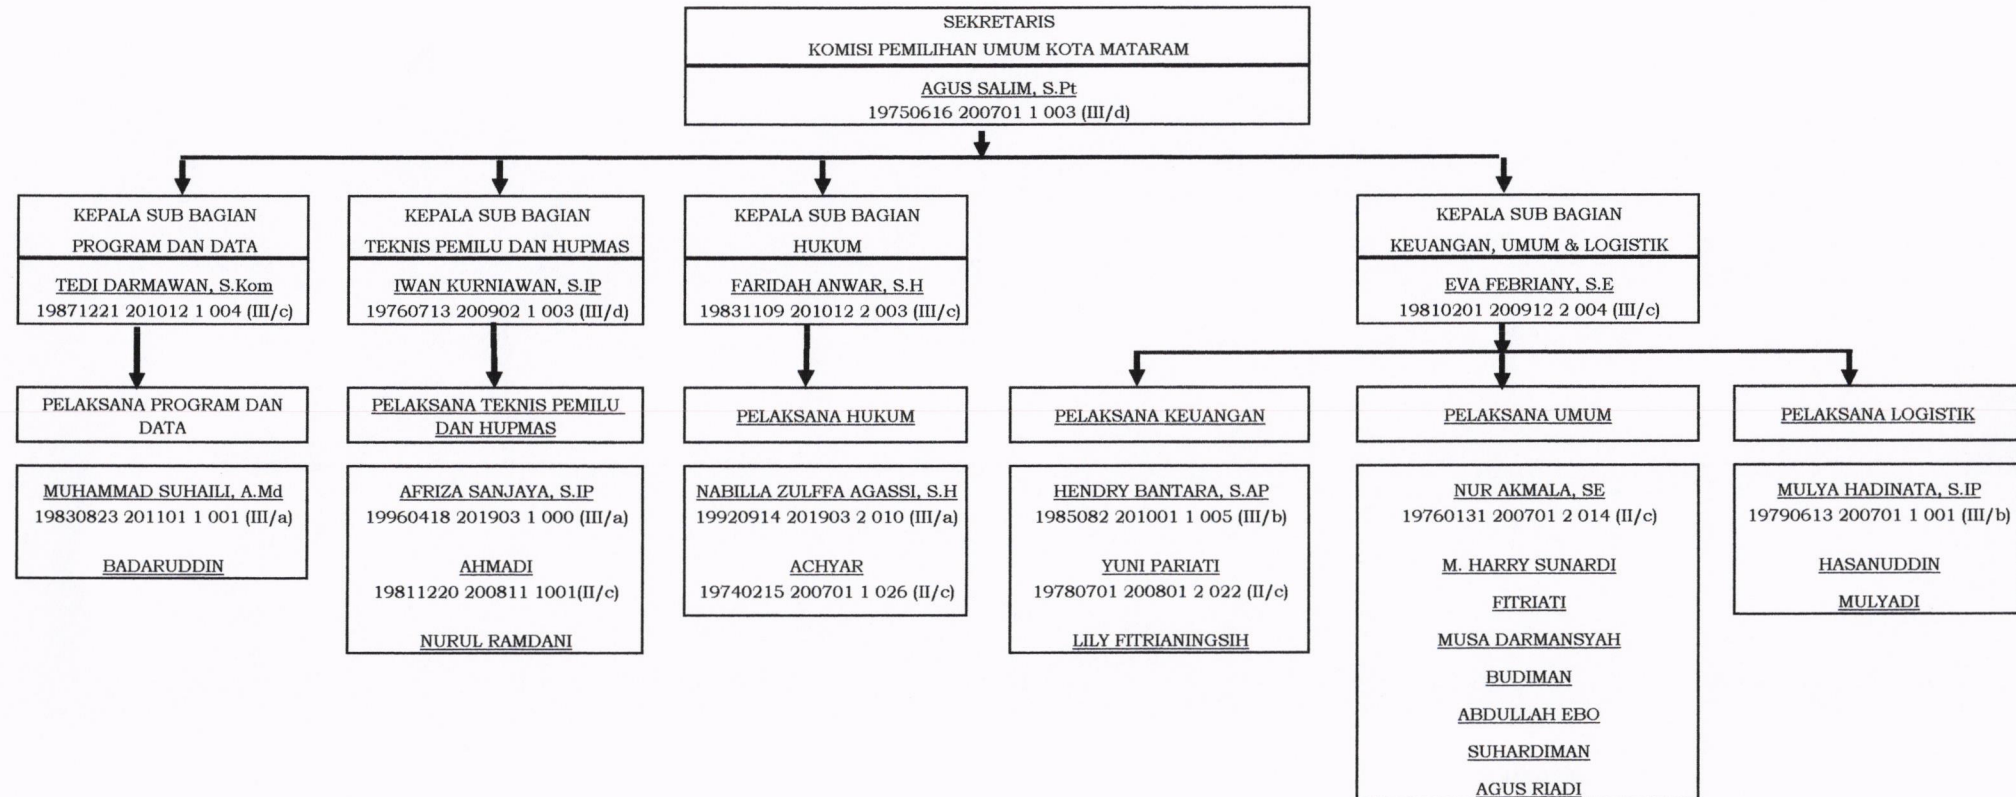 SEKRETARIS
KOMISI PEMILIHAN UMUM KOTA MATARAM
AGUS SALIM, S.Pt
19750616 200701 1 003 (III/d)
KEPALA SUB BAGIAN
PROGRAM DAN DATA
TEDI DARMAWAN, S.Kom
19871221 201012 1 004 (III/c)
KEPALA SUB BAGIAN
TEKNIS PEMILU DAN HUPMAS
IWAN KURNIAWAN, S.IP
19760713 200902 1 003 (III/d)
KEPALA SUB BAGIAN
HUKUM
FARIDAH ANWAR, S.H
19831109 201012 2 003 (III/c)
KEPALA SUB BAGIAN
KEUANGAN, UMUM & LOGISTIK
EVA FEBRIANY, S.E
19810201 200912 2 004 (III/c)
PELAKSANA PROGRAM DAN
DATA
PELAKSANA TEKNIS PEMILU
DAN HUPMAS
PELAKSANA HUKUM
PELAKSANA KEUANGAN
PELAKSANA UMUM
PELAKSANA LOGISTIK
MUHAMMAD SUHAILI, A.Md
19830823 201101 1 001 (III/a)
BADARUDDIN
AFRIZA SANJAYA, S.IP
19960418 201903 1 000 (III/a)
AHMADI
19811220 200811 1001(II/c)
NURUL RAMDANI
NABILLA ZULFFA AGASSI, S.H
19920914 201903 2 010 (III/a)
ACHYAR
19740215 200701 1 026 (II/c)
HENDRY BANTARA, S.AP
1985082 201001 1 005 (III/b)
YUNI PARIATI
19780701 200801 2 022 (II/c)
LILY FITRIANINGSIH
NUR AKMALA, SE
19760131 200701 2 014 (II/c)
M. HARRY SUNARDI
FITRIATI
MUSA DARMANSYAH
BUDIMAN
ABDULLAH EBO
SUHARDIMAN
AGUS RIADI
MULYA HADINATA, S.IP
19790613 200701 1 001 (III/b)
HASANUDDIN
MULYADI